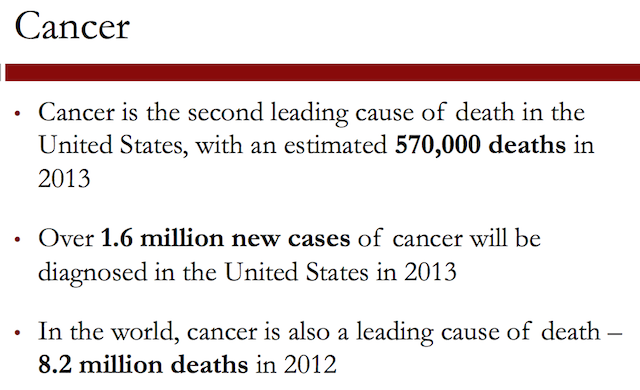 Cancer
• Cancer is the second leading cause of death in the
United States, with an estimated 570,000 deaths in
2013
• Over 1.6 million new cases of cancer will be
diagnosed in the United States in 2013
• In the world, cancer is also a leading cause of death –
8.2 million deaths in 2012